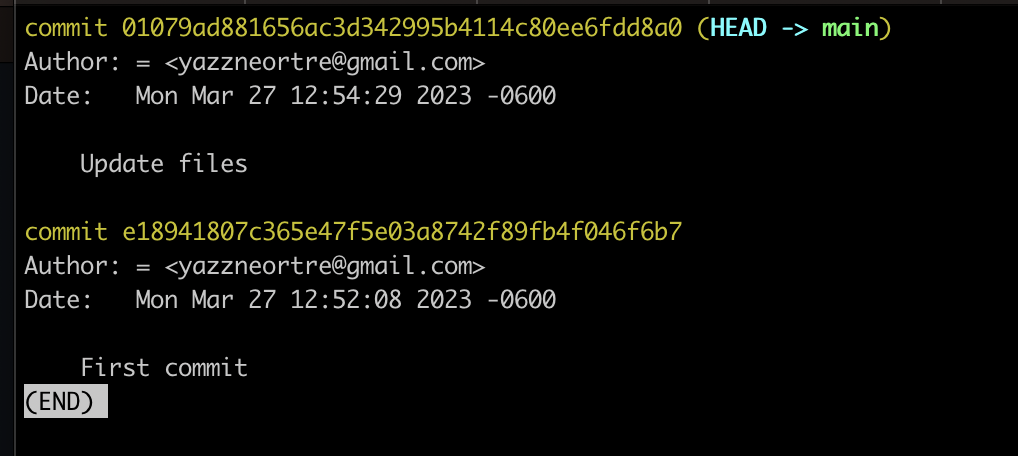 commit 01079ad881656ac3d342995b4114c80ee6fdd8a0 (HEAD -> main)
Author: = <yazzneortre@gmail.com>
Date:   Mon Mar 27 12:54:29 2023 -0600
Update files
commit e18941807c365e47f5e03a8742f89fb4f046f6b7
Author: = <yazzneortre@gmail.com>
Date:   Mon Mar 27 12:52:08 2023 -0600
First commit
(END)